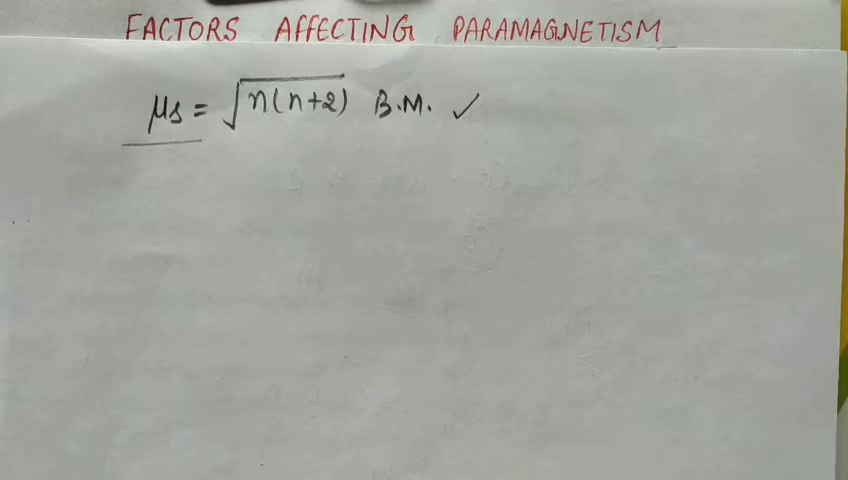 FACTORS AFFECTING PARAMAGNETISM
μs = √n(n+2) B.M. ✓